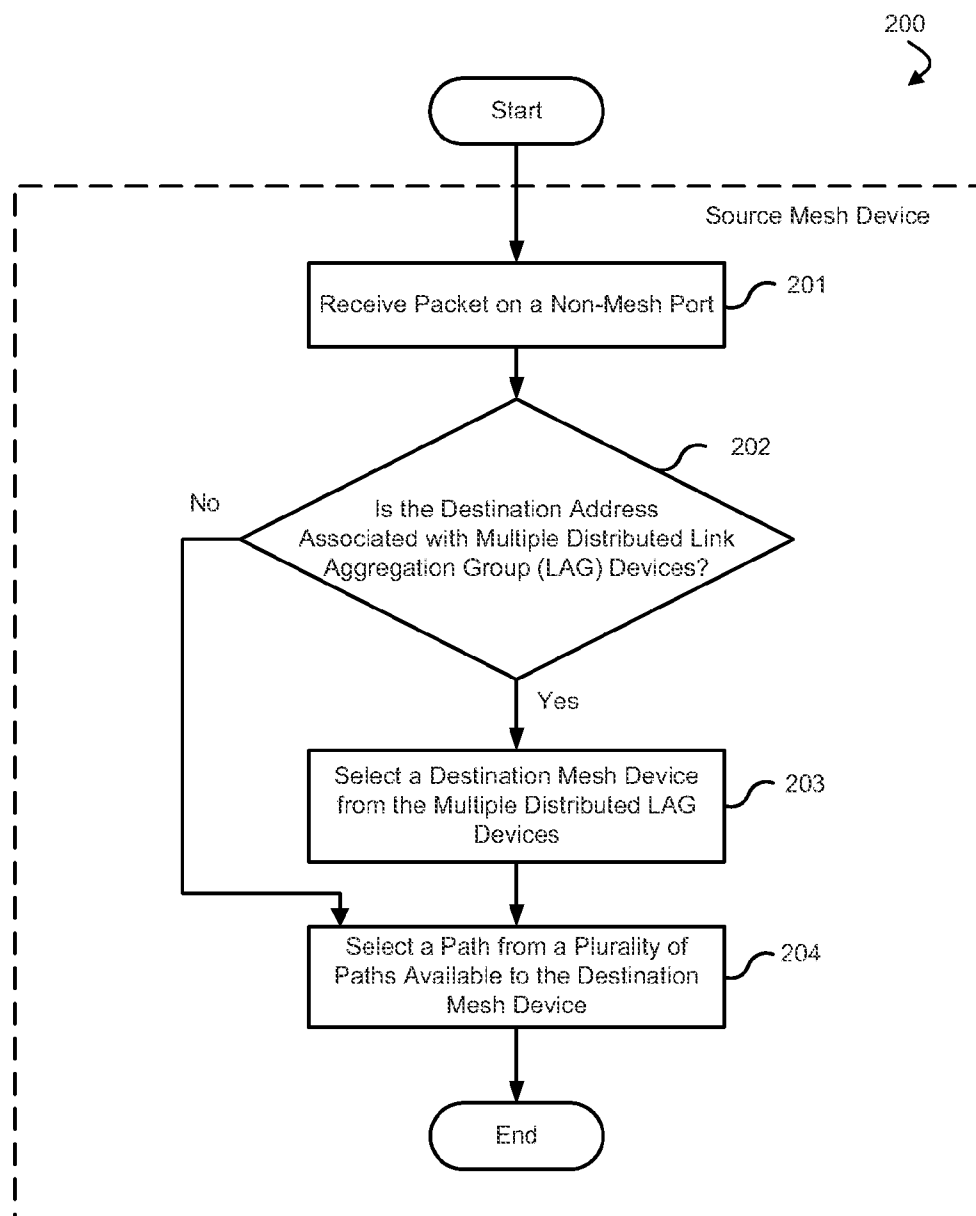 200
Start
Source Mesh Device
Receive Packet on a Non-Mesh Port
201
202
No
Is the Destination Address
Associated with Multiple Distributed Link
Aggregation Group (LAG) Devices?
Yes
Select a Destination Mesh Device
from the Multiple Distributed LAG
Devices
203
Select a Path from a Plurality of
Paths Available to the Destination
Mesh Device
204
End